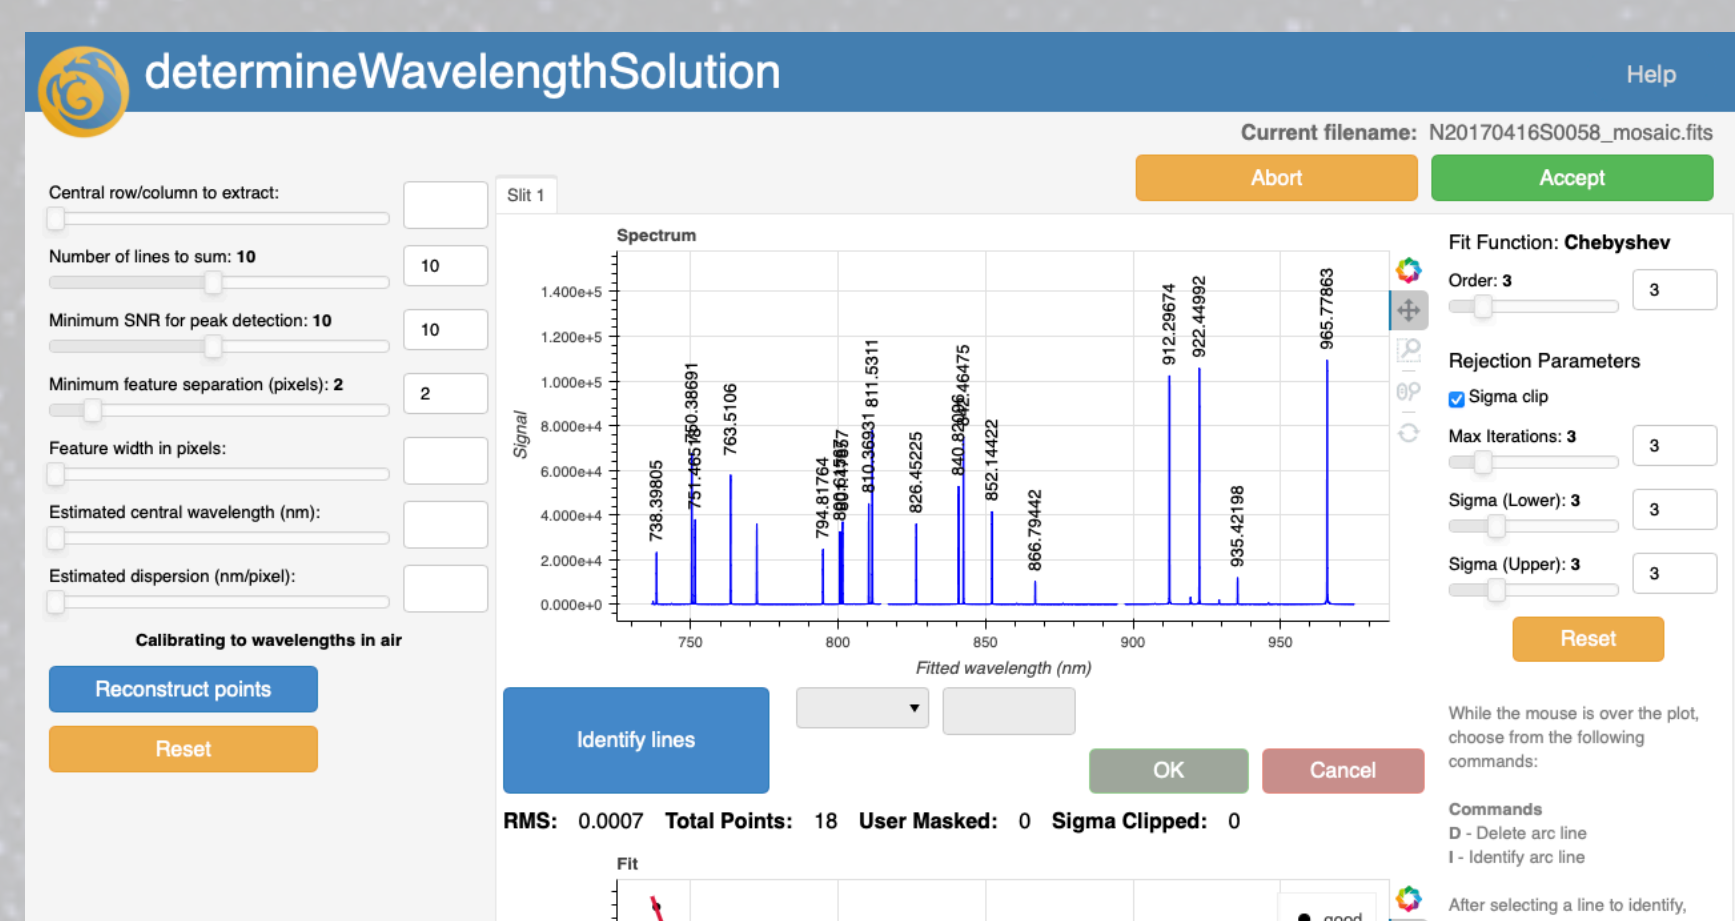 determineWavelengthSolution
Help
Current filename: N20170416S0058_mosaic.fits
Abort
Accept
Central row/column to extract:
Number of lines to sum: 10
10
Minimum SNR for peak detection: 10
10
Minimum feature separation (pixels): 2
2
Feature width in pixels:
Estimated central wavelength (nm):
Estimated dispersion (nm/pixel):
Calibrating to wavelengths in air
Reconstruct points
Reset
Slit 1
Spectrum
Signal
1.400e+5
1.200e+5
1.000e+5
8.000e+4
6.000e+4
4.000e+4
2.000e+4
0.000e+0
738.39805
750.38691
751.46518
763.5106
794.81764
810.36931
811.5311
826.45225
840.82096
842.46475
852.14422
866.79442
912.29674
922.44992
935.42198
965.77863
750
800
850
900
950
Fitted wavelength (nm)
Identify lines
OK
Cancel
RMS: 0.0007 Total Points: 18 User Masked: 0 Sigma Clipped: 0
Fit
good
Fit Function: Chebyshev
Order: 3
3
Rejection Parameters
Sigma clip
Max Iterations: 3
3
Sigma (Lower): 3
3
Sigma (Upper): 3
3
Reset
While the mouse is over the plot,
choose from the following
commands:
Commands
D - Delete arc line
I - Identify arc line
After selecting a line to identify,